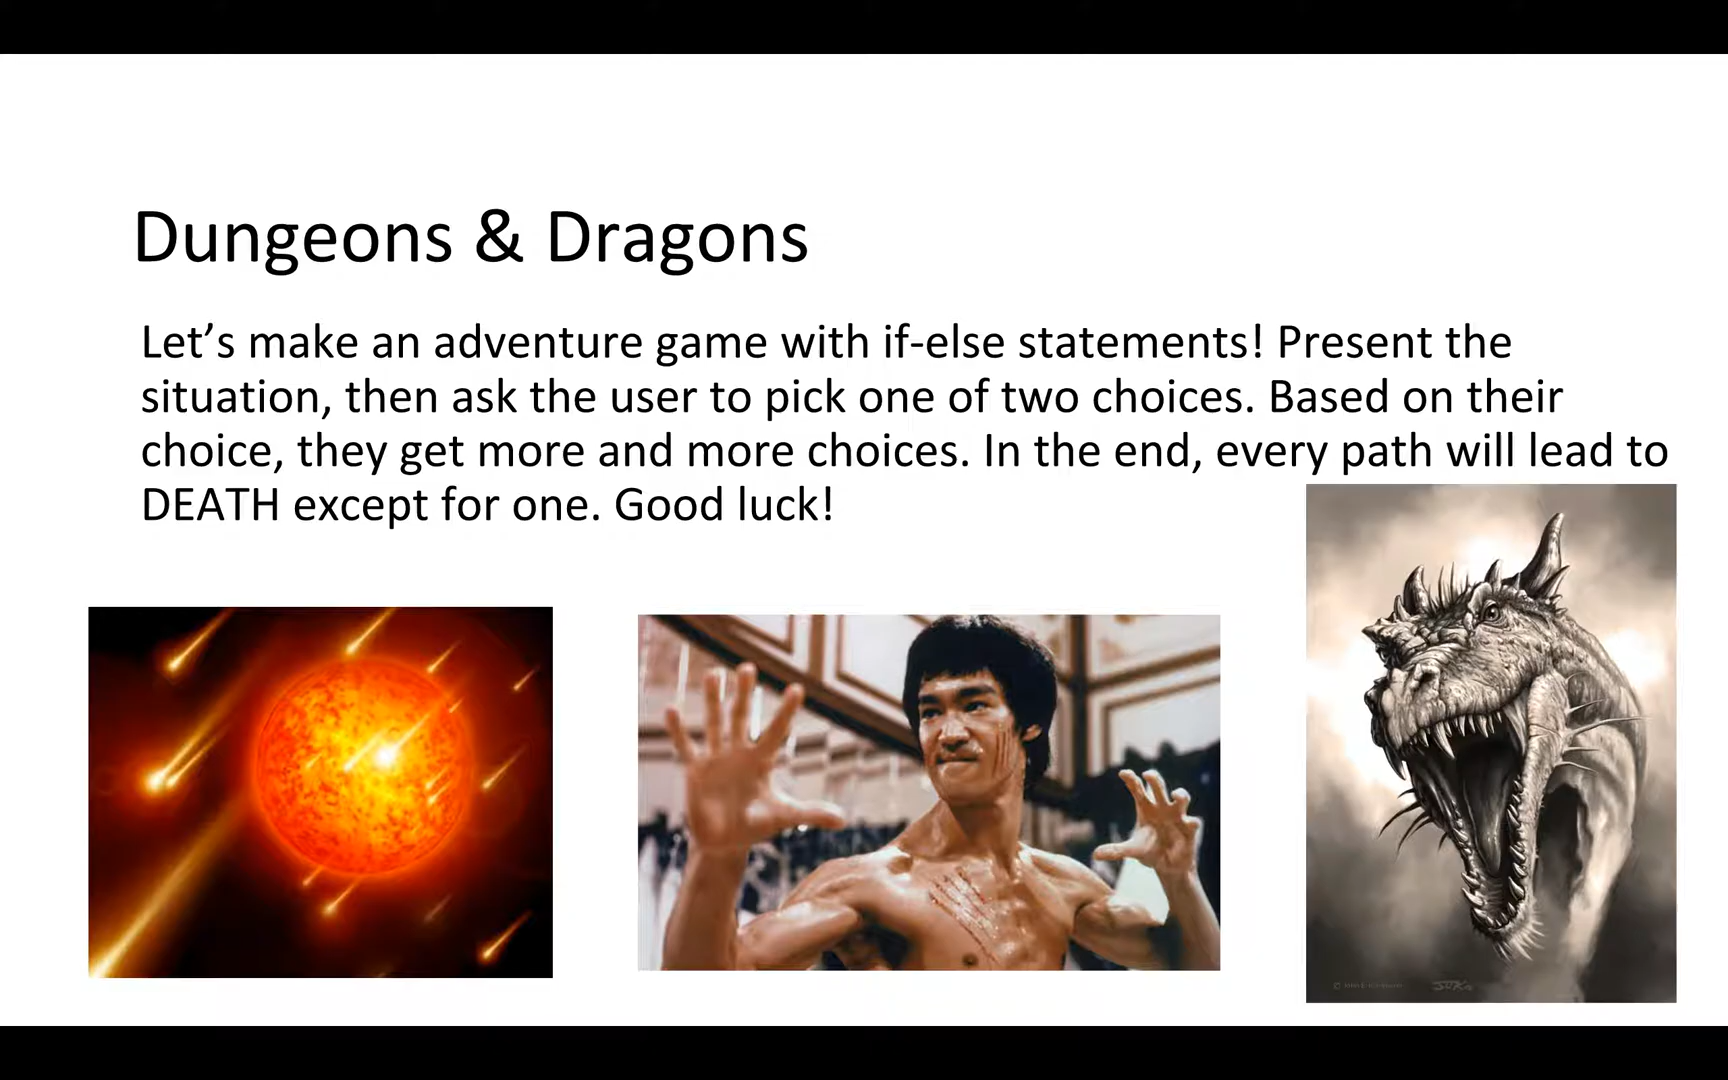 Dungeons & Dragons
Let’s make an adventure game with if-else statements! Present the
situation, then ask the user to pick one of two choices. Based on their
choice, they get more and more choices. In the end, every path will lead to
DEATH except for one. Good luck!